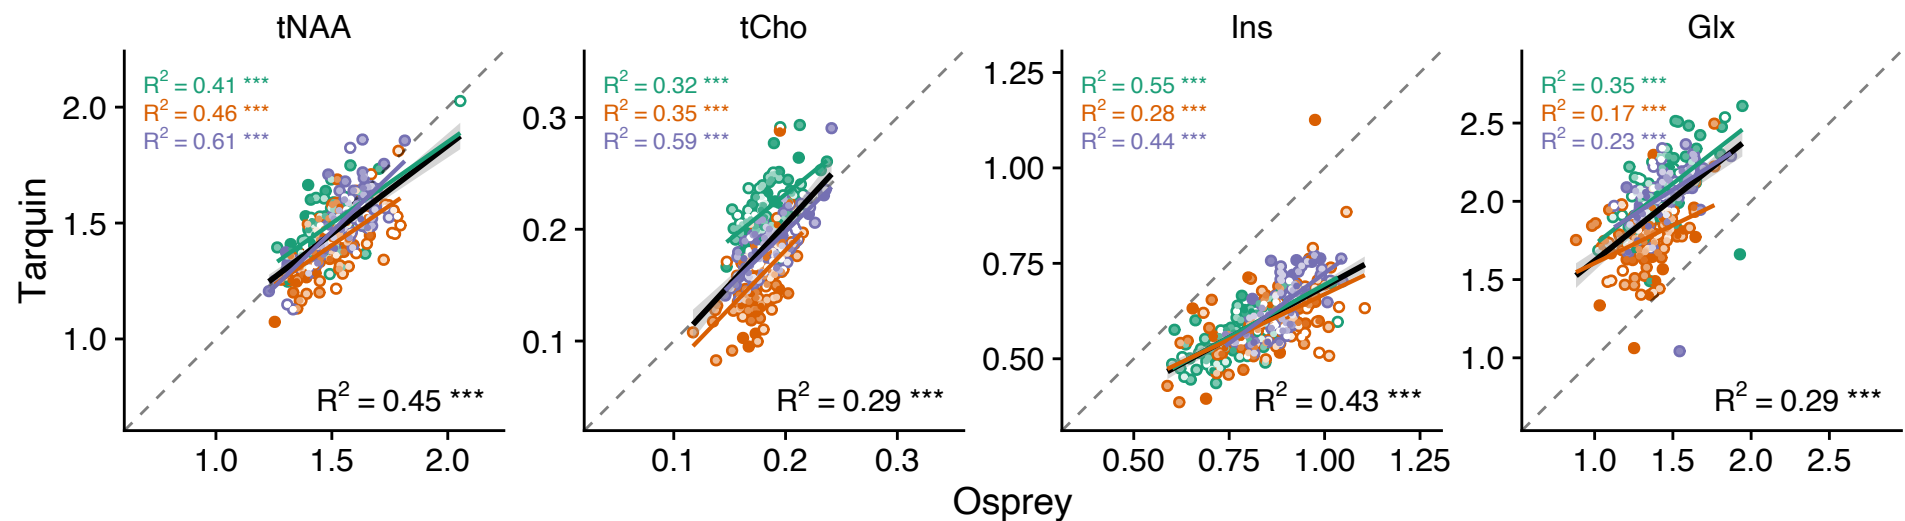 tNAA
tCho
Ins
Glx
R² = 0.41 ***
R² = 0.46 ***
R² = 0.61 ***
R² = 0.32 ***
R² = 0.35 ***
R² = 0.59 ***
R² = 0.55 ***
R² = 0.28 ***
R² = 0.44 ***
R² = 0.35 ***
R² = 0.17 ***
R² = 0.23 ***
Tarquin
2.0
1.5
1.0
0.3
0.2
0.1
1.25
1.00
0.75
0.50
2.5
2.0
1.5
1.0
R² = 0.45 ***
R² = 0.29 ***
R² = 0.43 ***
R² = 0.29 ***
1.0 1.5 2.0
0.1 0.2 0.3
0.50 0.75 1.00 1.25
1.0 1.5 2.0 2.5
Osprey